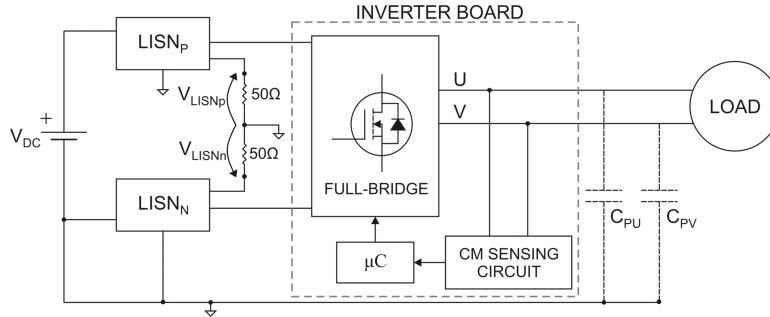 INVERTER BOARD
LISNP
VLISNp
50Ω
VLISNn
50Ω
+
VDC
LISNN
FULL-BRIDGE
U
V
LOAD
CPU
CPV
μC
CM SENSING
CIRCUIT